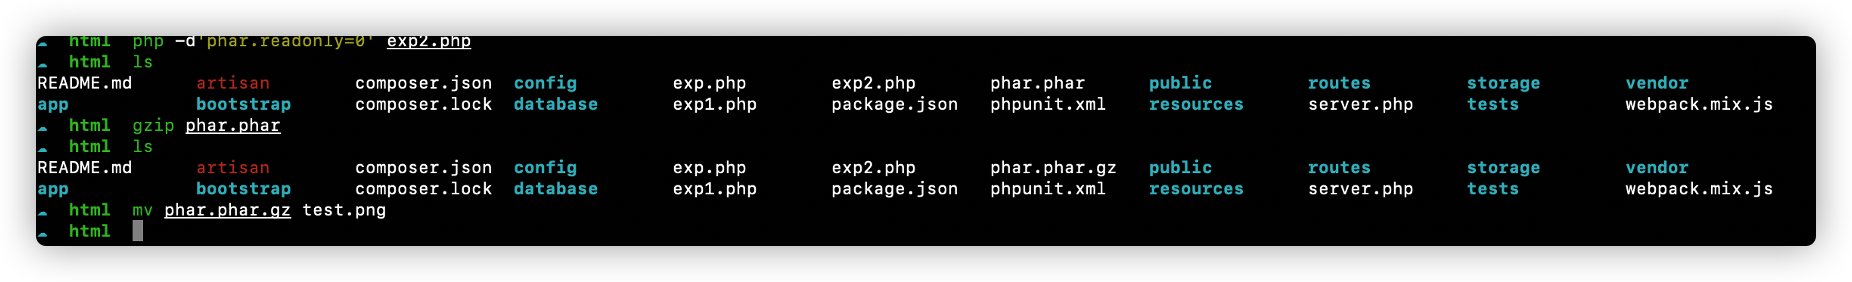 html php -d'phar.readonly=0' exp2.php
html ls
README.md artisan composer.json config exp.php exp2.php phar.phar public routes storage vendor
app bootstrap composer.lock database exp1.php package.json phpunit.xml resources server.php tests webpack.mix.js
html gzip phar.phar
html ls
README.md artisan composer.json config exp.php exp2.php phar.phar.gz public routes storage vendor
app bootstrap composer.lock database exp1.php package.json phpunit.xml resources server.php tests webpack.mix.js
html mv phar.phar.gz test.png
html